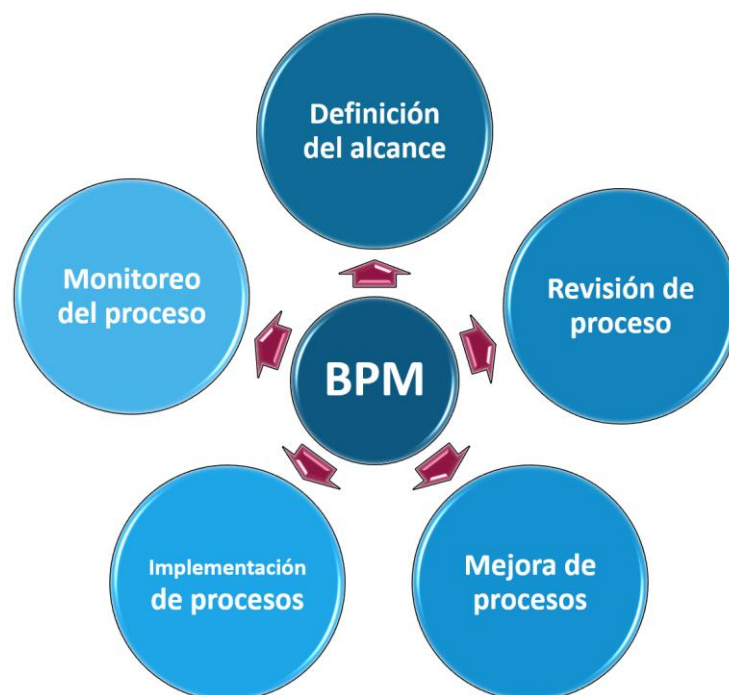 Definición
del alcance
Revisión de
proceso
Mejora de
procesos
Implementación
de procesos
Monitoreo
del proceso
BPM